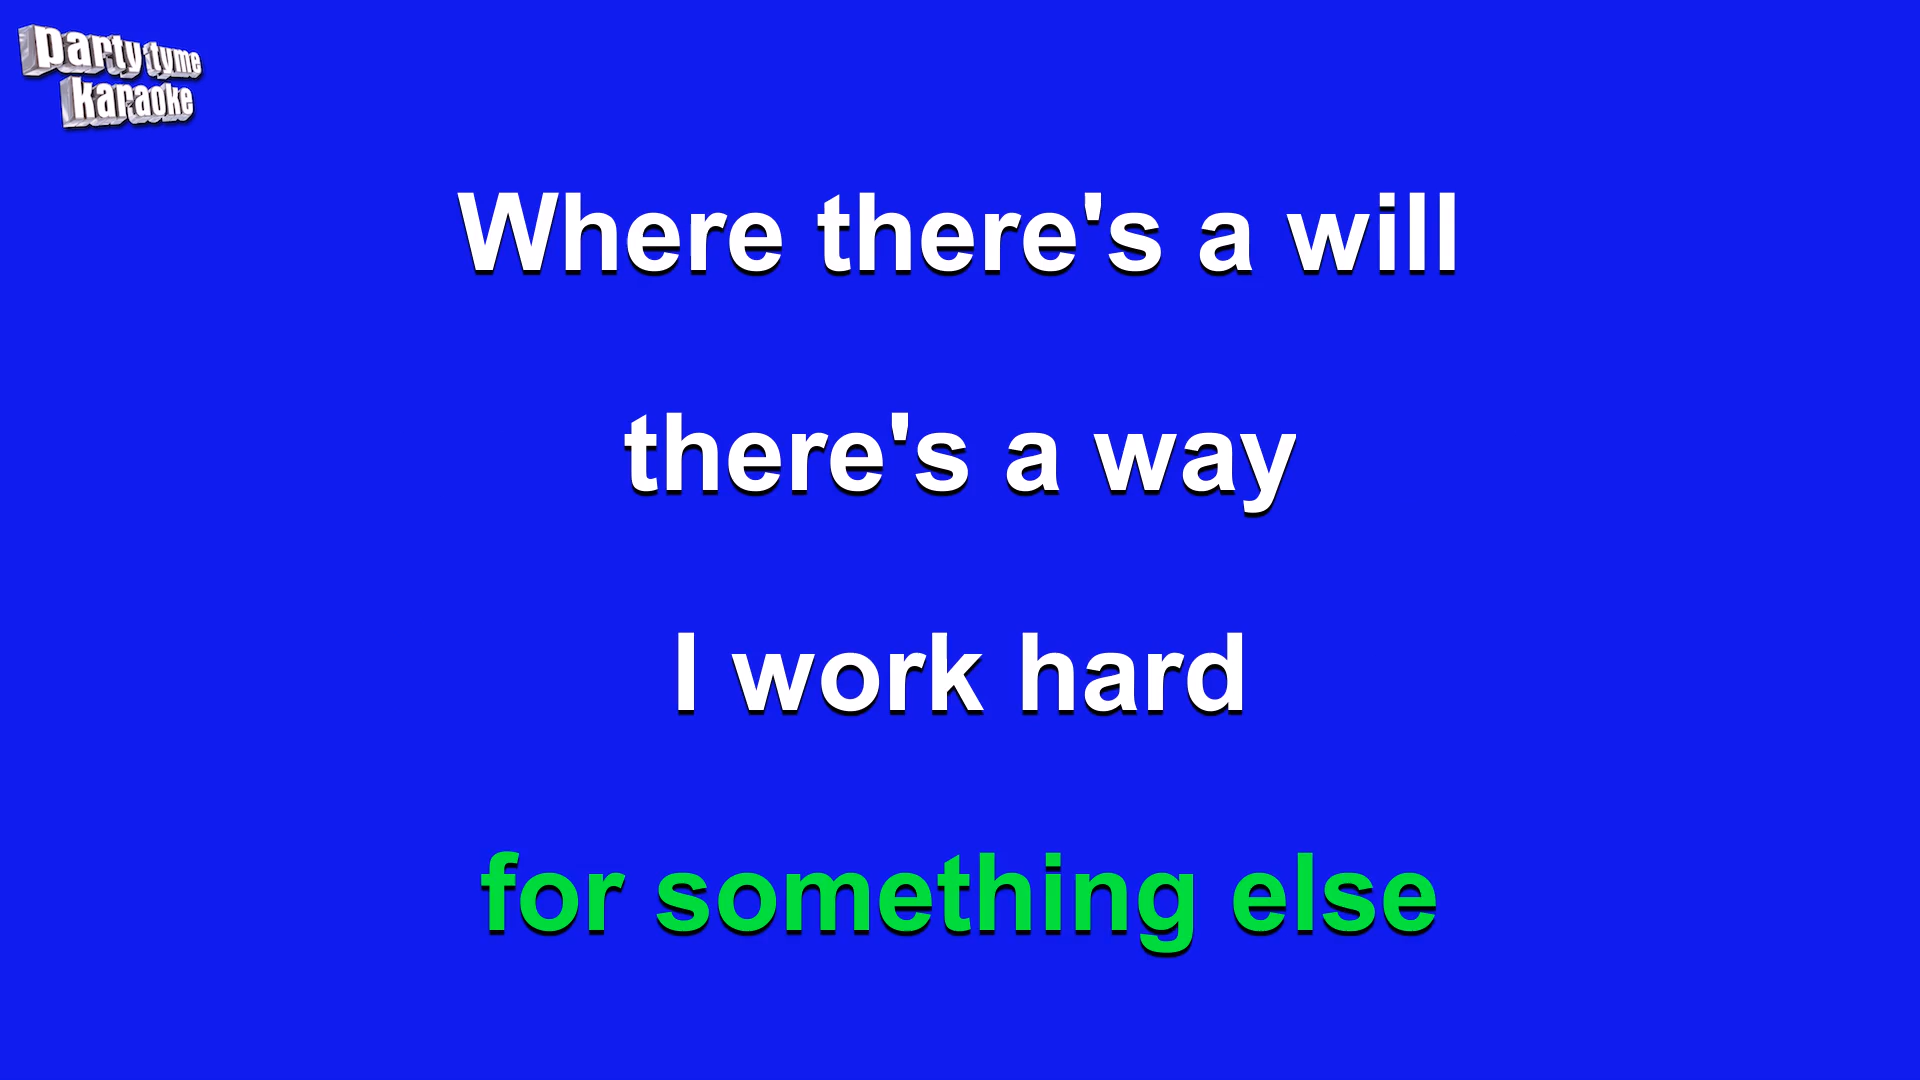 party tyme
karaoke
Where there's a will
there's a way
I work hard
for something else